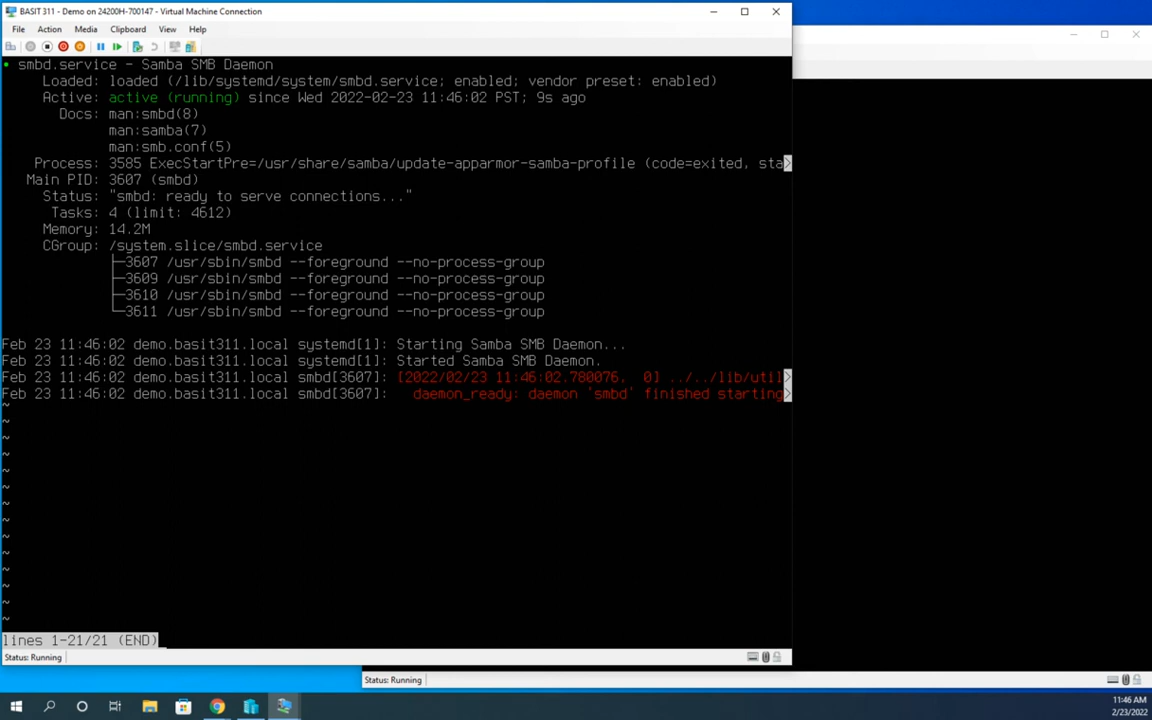 BASIT 311 - Demo on 24200H-700147 - Virtual Machine Connection
File Action Media Clipboard View Help
● smbd.service - Samba SMB Daemon
Loaded: loaded (/lib/systemd/system/smbd.service; enabled; vendor preset: enabled)
Active: active (running) since Wed 2022-02-23 11:46:02 PST; 9s ago
Docs: man:smbd(8)
man:samba(7)
man:smb.conf(5)
Process: 3585 ExecStartPre=/usr/share/samba/update-apparmor-samba-profile (code=exited, sta>
Main PID: 3607 (smbd)
Status: "smbd: ready to serve connections..."
Tasks: 4 (limit: 4612)
Memory: 14.2M
CGroup: /system.slice/smbd.service
├─3607 /usr/sbin/smbd --foreground --no-process-group
├─3609 /usr/sbin/smbd --foreground --no-process-group
├─3610 /usr/sbin/smbd --foreground --no-process-group
└─3611 /usr/sbin/smbd --foreground --no-process-group
Feb 23 11:46:02 demo.basit311.local systemd[1]: Starting Samba SMB Daemon...
Feb 23 11:46:02 demo.basit311.local systemd[1]: Started Samba SMB Daemon.
Feb 23 11:46:02 demo.basit311.local smbd[3607]: [2022/02/23 11:46:02.780076,  0] ../../lib/util>
Feb 23 11:46:02 demo.basit311.local smbd[3607]:   daemon_ready: daemon 'smbd' finished starting>
~
~
~
~
~
~
~
~
~
~
~
~
~
~
lines 1-21/21 (END)
Status: Running
Status: Running
11:46 AM
2/23/2022